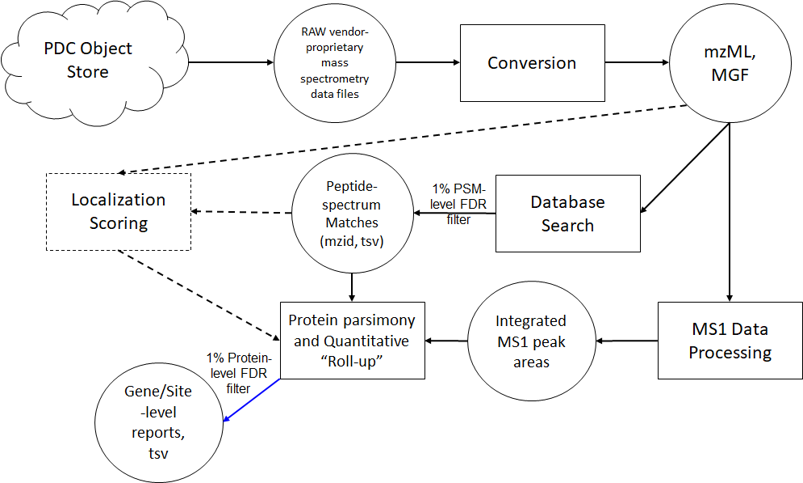 PDC Object
Store
RAW vendor-
proprietary
mass
spectrometry
data files
Conversion
mzML,
MGF
Localization
Scoring
Peptide-
spectrum
Matches
(mzid, tsv)
1% PSM-
level FDR
filter
Database
Search
Protein parsimony
and Quantitative
“Roll-up”
Integrated
MS1 peak
areas
MS1 Data
Processing
1% Protein-
level FDR
filter
Gene/Site
-level
reports,
tsv